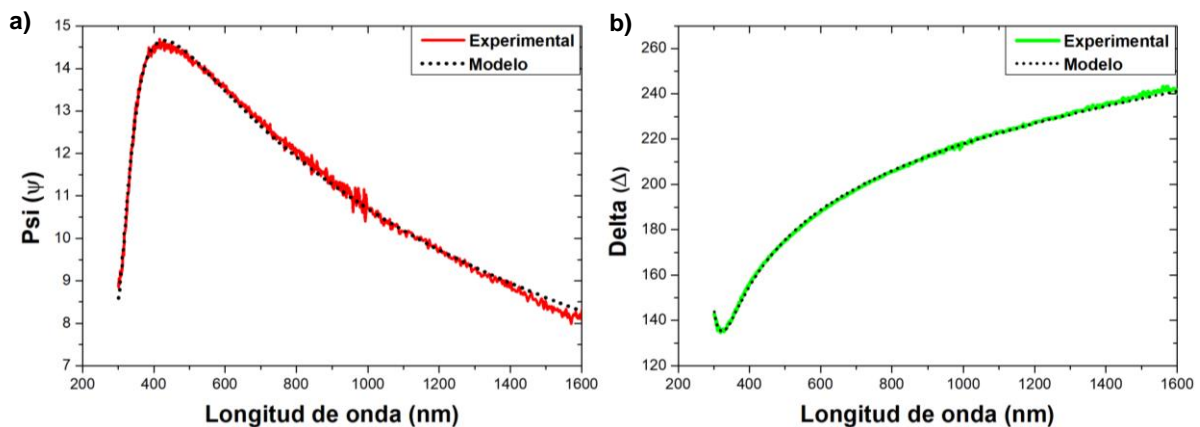 a)
Psi (ψ)
15
14
13
12
11
10
9
8
7
Experimental
Modelo
200 400 600 800 1000 1200 1400 1600
Longitud de onda (nm)
b)
Delta (Δ)
260
240
220
200
180
160
140
120
Experimental
Modelo
200 400 600 800 1000 1200 1400 1600
Longitud de onda (nm)